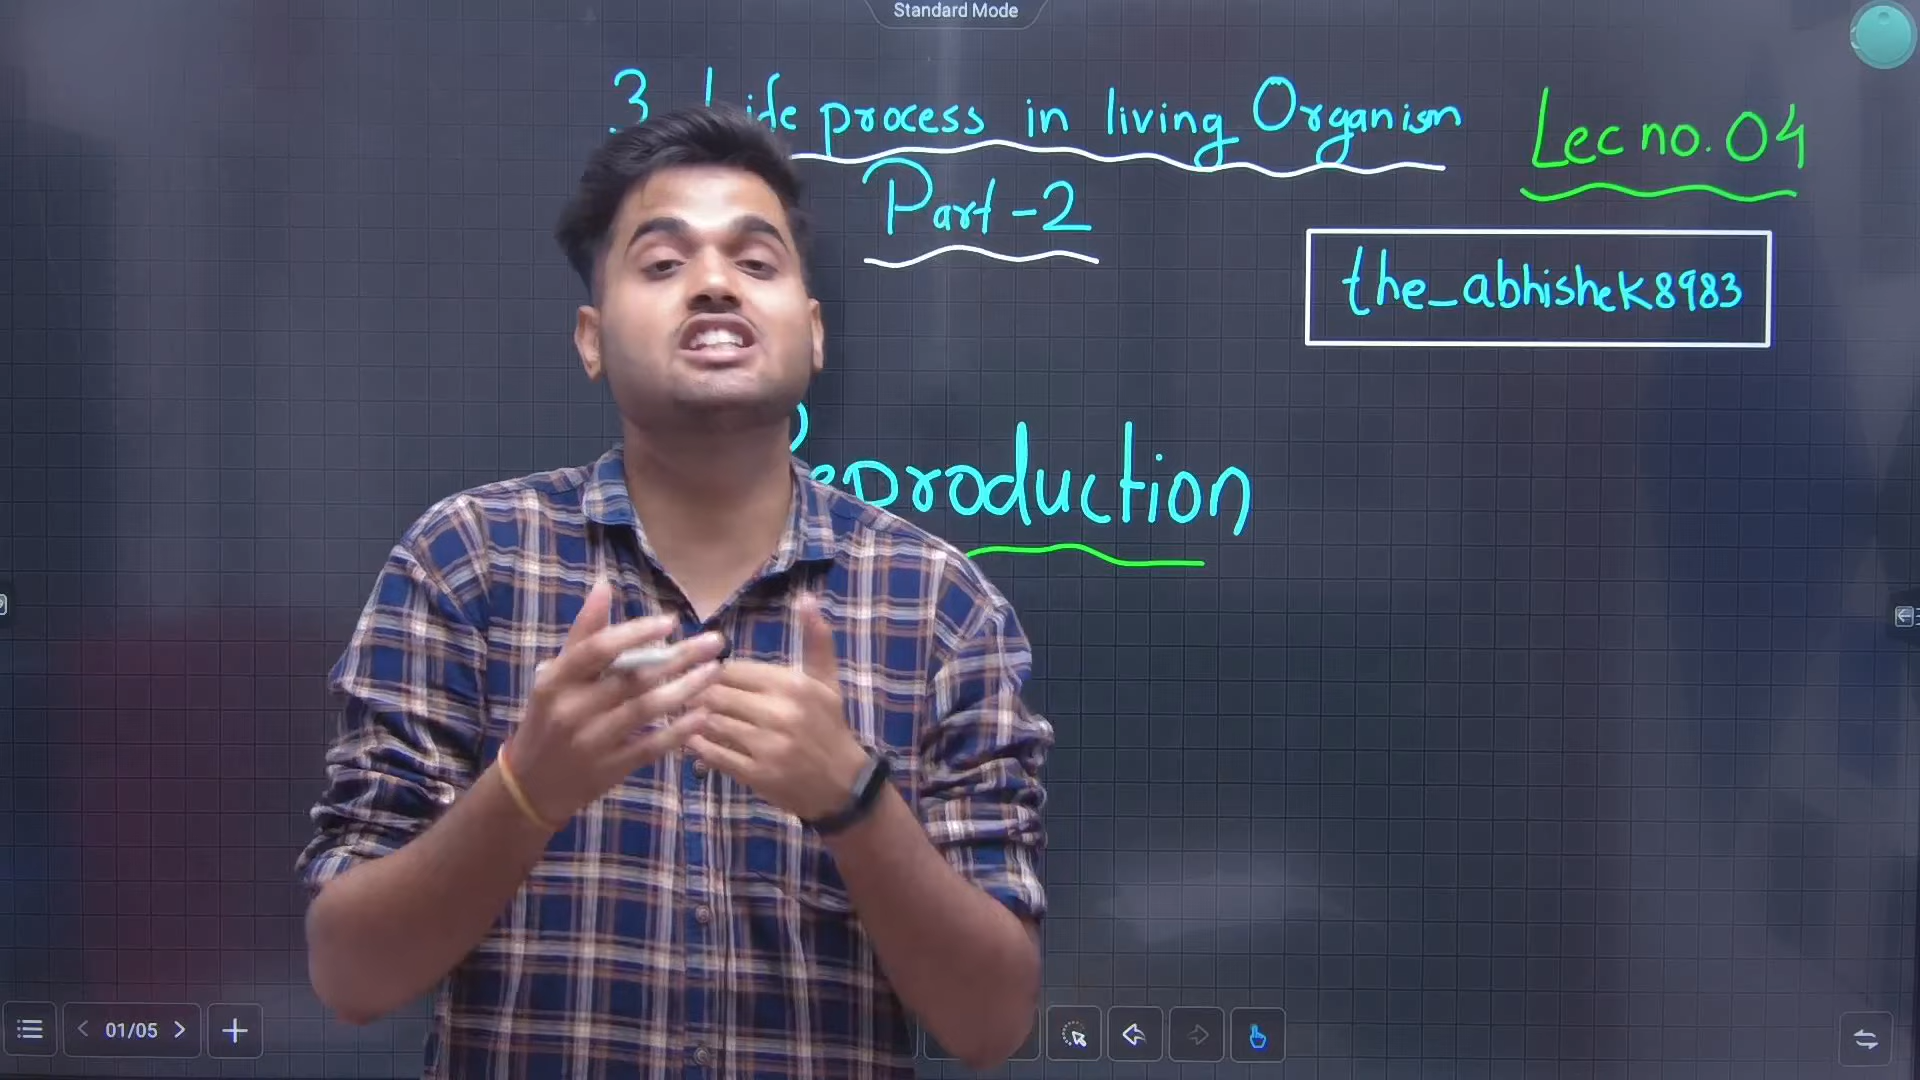 Standard Mode
3 Life process in living Organism
Lec no. 04
Part-2
the_abhishek8983
Reproduction
01/05